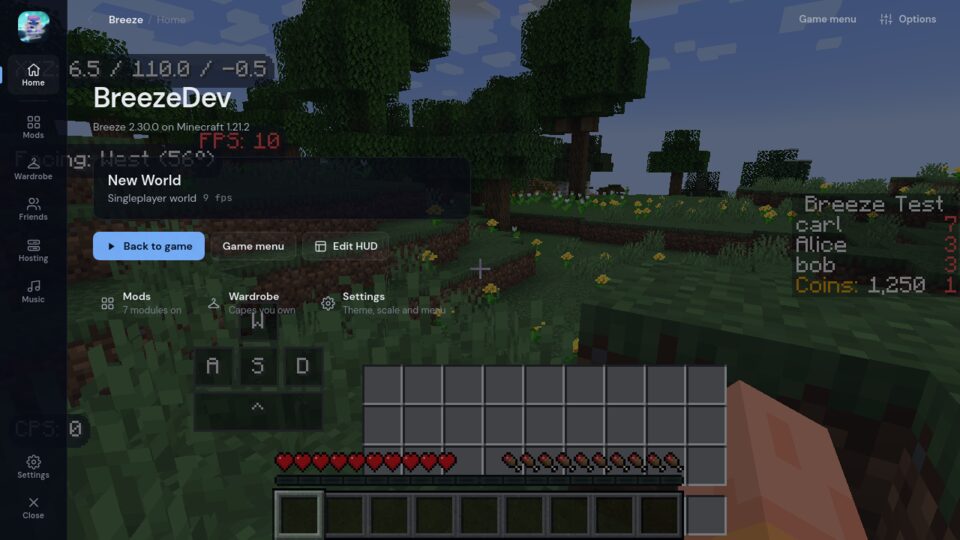 Breeze / Home
Game menu
Options
XYZ: 6.5 / 110.0 / -0.5
Home
BreezeDev
Breeze 2.30.0 on Minecraft 1.21.2
FPS: 10
Mods
Facing: West (56°)
Wardrobe
New World
Singleplayer world 9 fps
Friends
Breeze Test
carl 7
Alice 3
bob 3
Coins: 1,250 1
Hosting
Back to game
Game menu
Edit HUD
Music
Mods
7 modules on
Wardrobe
Capes you own
Settings
Theme, scale and menu
W
A S D
^
CPS: 0
Settings
Close